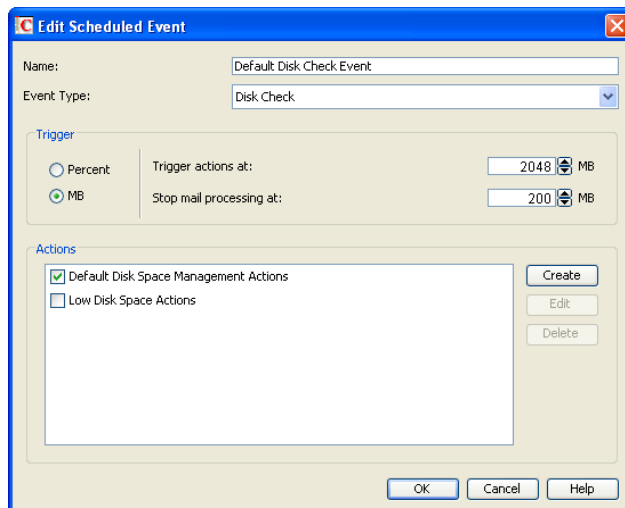 Edit Scheduled Event
Name: Default Disk Check Event
Event Type: Disk Check
Trigger
Percent
MB
Trigger actions at: 2048 MB
Stop mail processing at: 200 MB
Actions
Default Disk Space Management Actions
Low Disk Space Actions
Create
Edit
Delete
OK Cancel Help